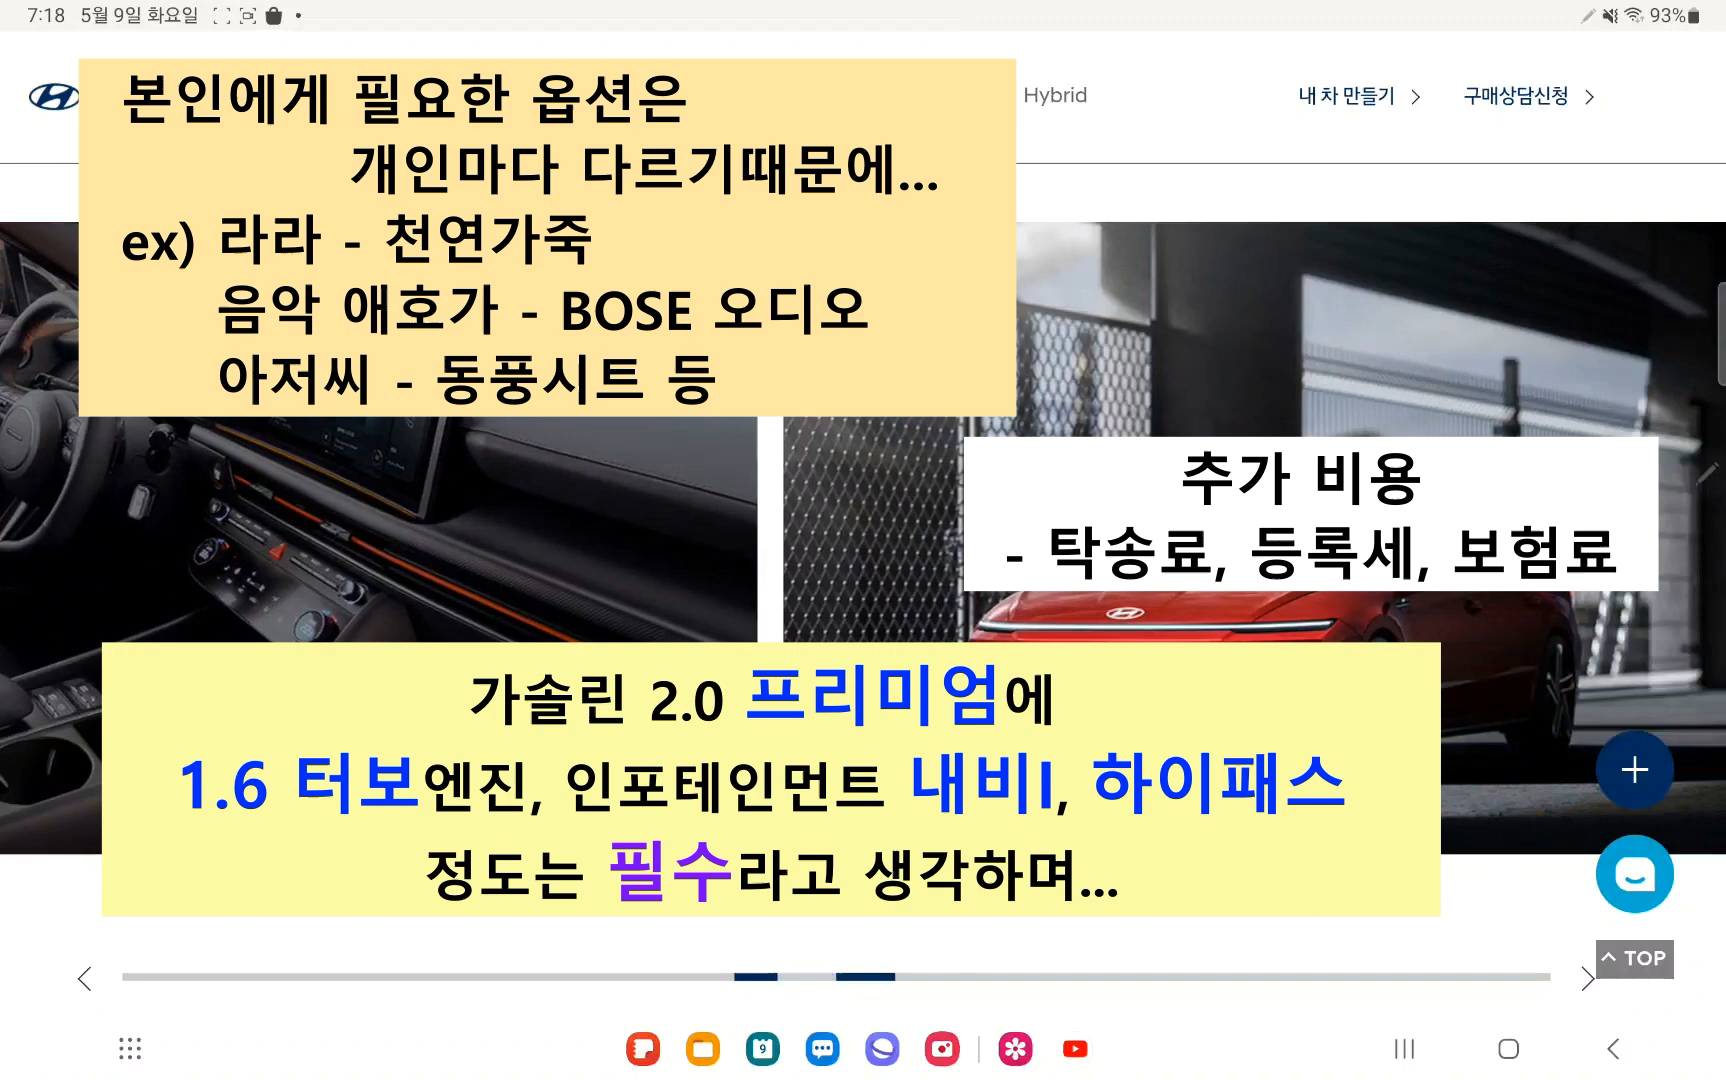 7:18 5월 9일 화요일
93%
Hybrid
내 차 만들기
구매상담신청
본인에게 필요한 옵션은
개인마다 다르기때문에...
ex) 라라 - 천연가죽
음악 애호가 - BOSE 오디오
아저씨 - 동풍시트 등
추가 비용
- 탁송료, 등록세, 보험료
가솔린 2.0 프리미엄에
1.6 터보엔진, 인포테인먼트 내비I, 하이패스
정도는 필수라고 생각하며...
TOP
9